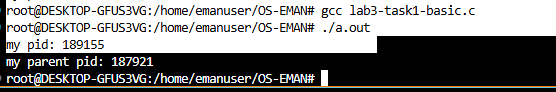 root@DESKTOP-GFUS3VG:/home/emanuser/OS-EMAN# gcc lab3-task1-basic.c
root@DESKTOP-GFUS3VG:/home/emanuser/OS-EMAN# ./a.out
my pid: 189155
my parent pid: 187921
root@DESKTOP-GFUS3VG:/home/emanuser/OS-EMAN#